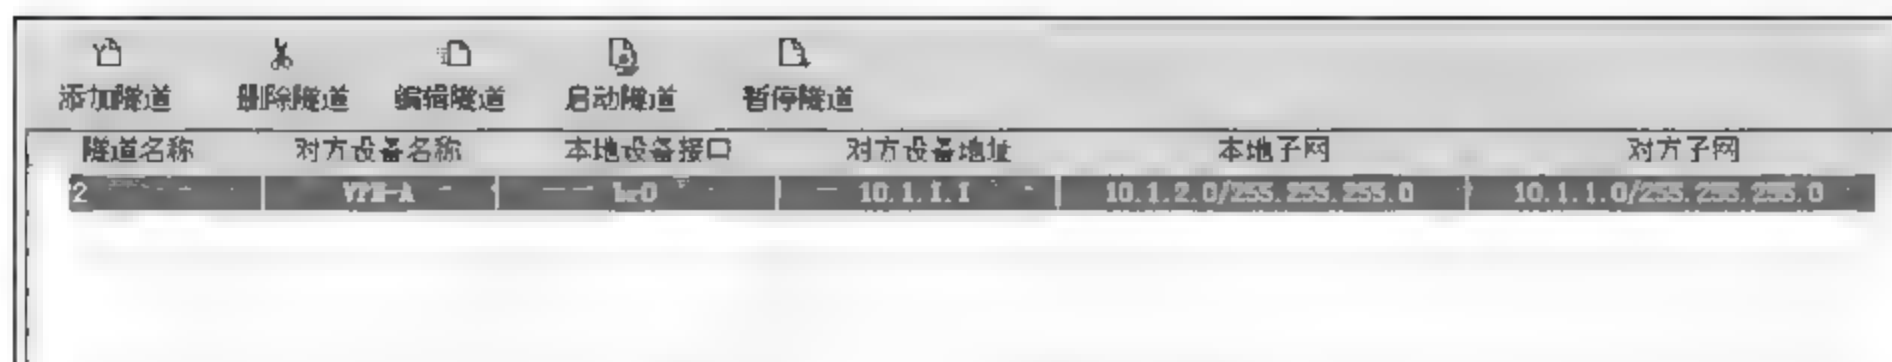 添加隧道 删除隧道 编辑隧道 启动隧道 暂停隧道
隧道名称 对方设备名称 本地设备接口 对方设备地址 本地子网 对方子网
2 VPN-A br0 10.1.1.1 10.1.2.0/255.255.255.0 10.1.1.0/255.255.255.0